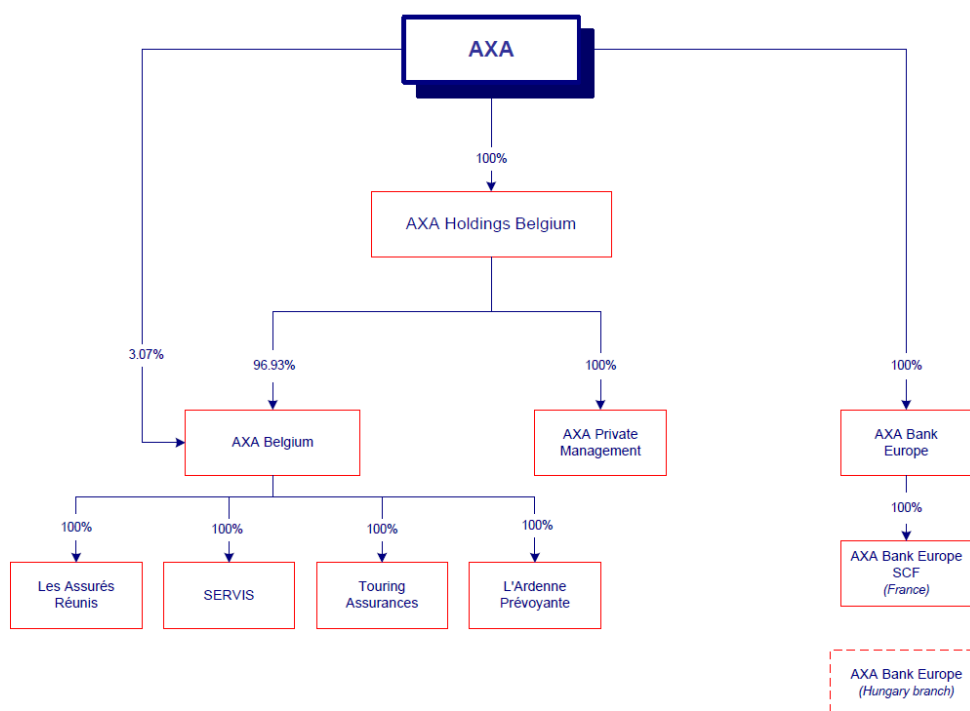 AXA
100%
AXA Holdings Belgium
3.07%
96.93%
100%
100%
AXA Belgium
AXA Private
Management
AXA Bank
Europe
100%
100%
100%
100%
100%
Les Assurés
Réunis
SERVIS
Touring
Assurances
L'Ardenne
Prévoyante
AXA Bank Europe
SCF
(France)
AXA Bank Europe
(Hungary branch)